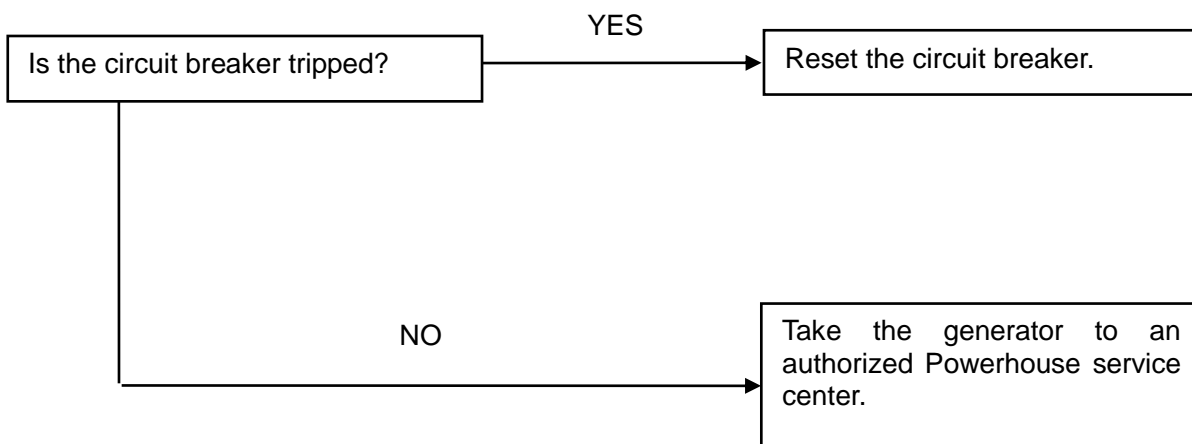 YES
Is the circuit breaker tripped?
Reset the circuit breaker.
NO
Take the generator to an
authorized Powerhouse service
center.